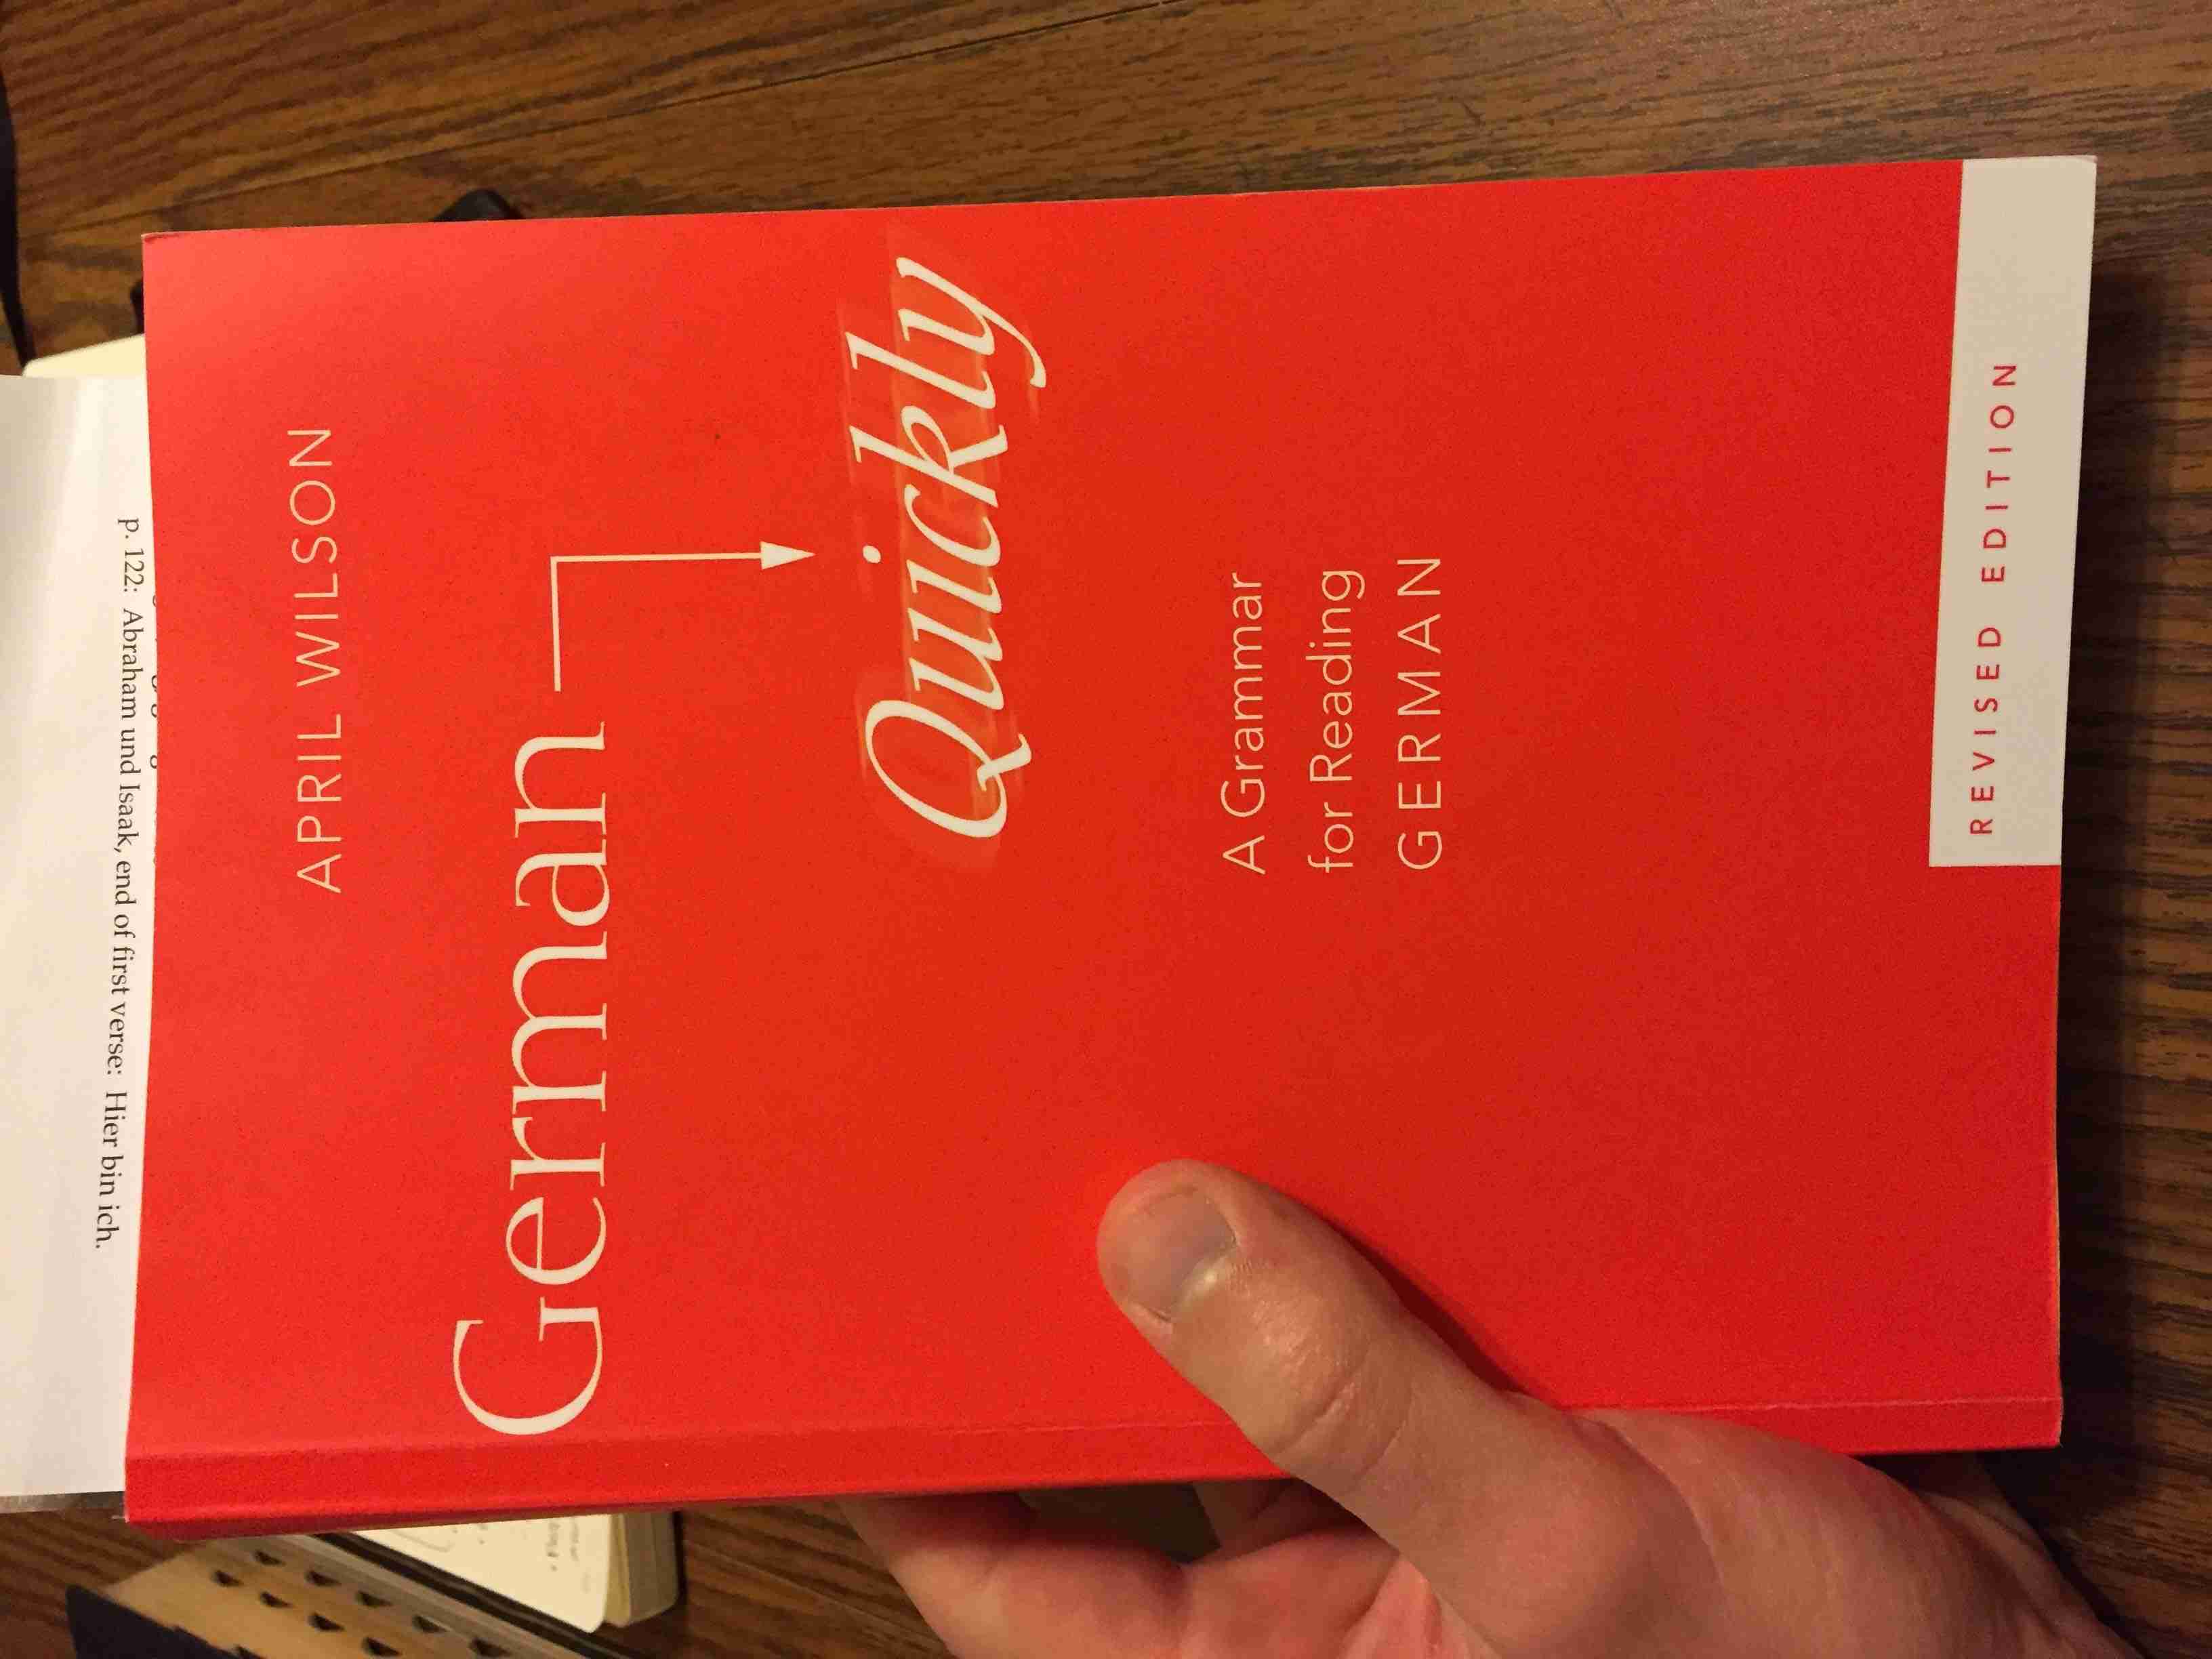 p. 122: Abraham und Isaak, end of first verse: Hier bin ich.
APRIL WILSON
German
Quickly
A Grammar
for Reading
GERMAN
REVISED EDITION